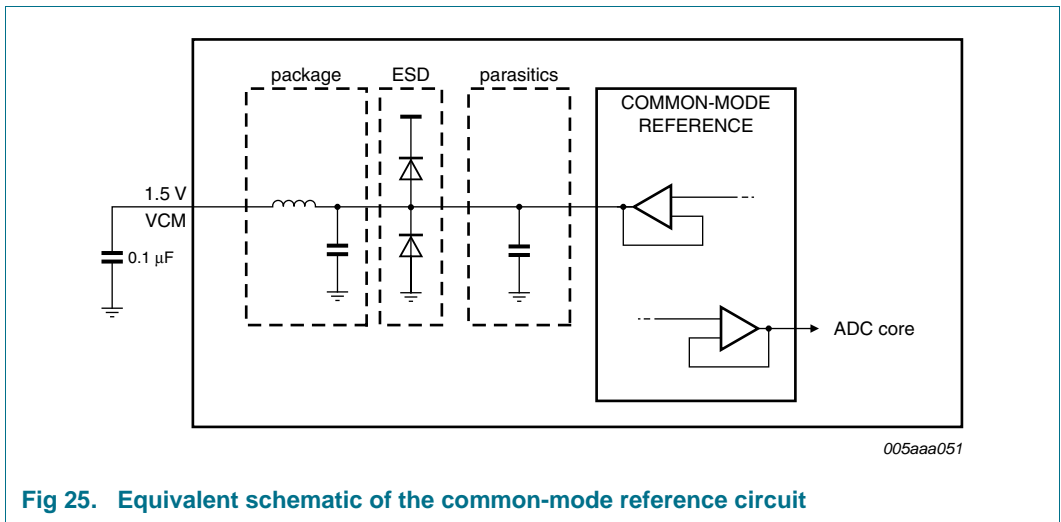 package
ESD
parasitics
COMMON-MODE
REFERENCE
1.5 V
VCM
0.1 μF
ADC core
005aaa051
Fig 25. Equivalent schematic of the common-mode reference circuit